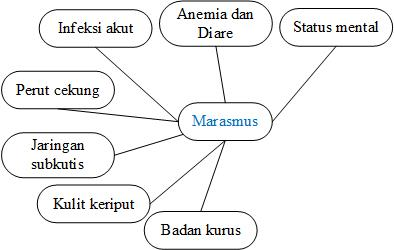 Infeksi akut
Anemia dan
Diare
Status mental
Perut cekung
Marasmus
Jaringan
subkutis
Kulit keriput
Badan kurus